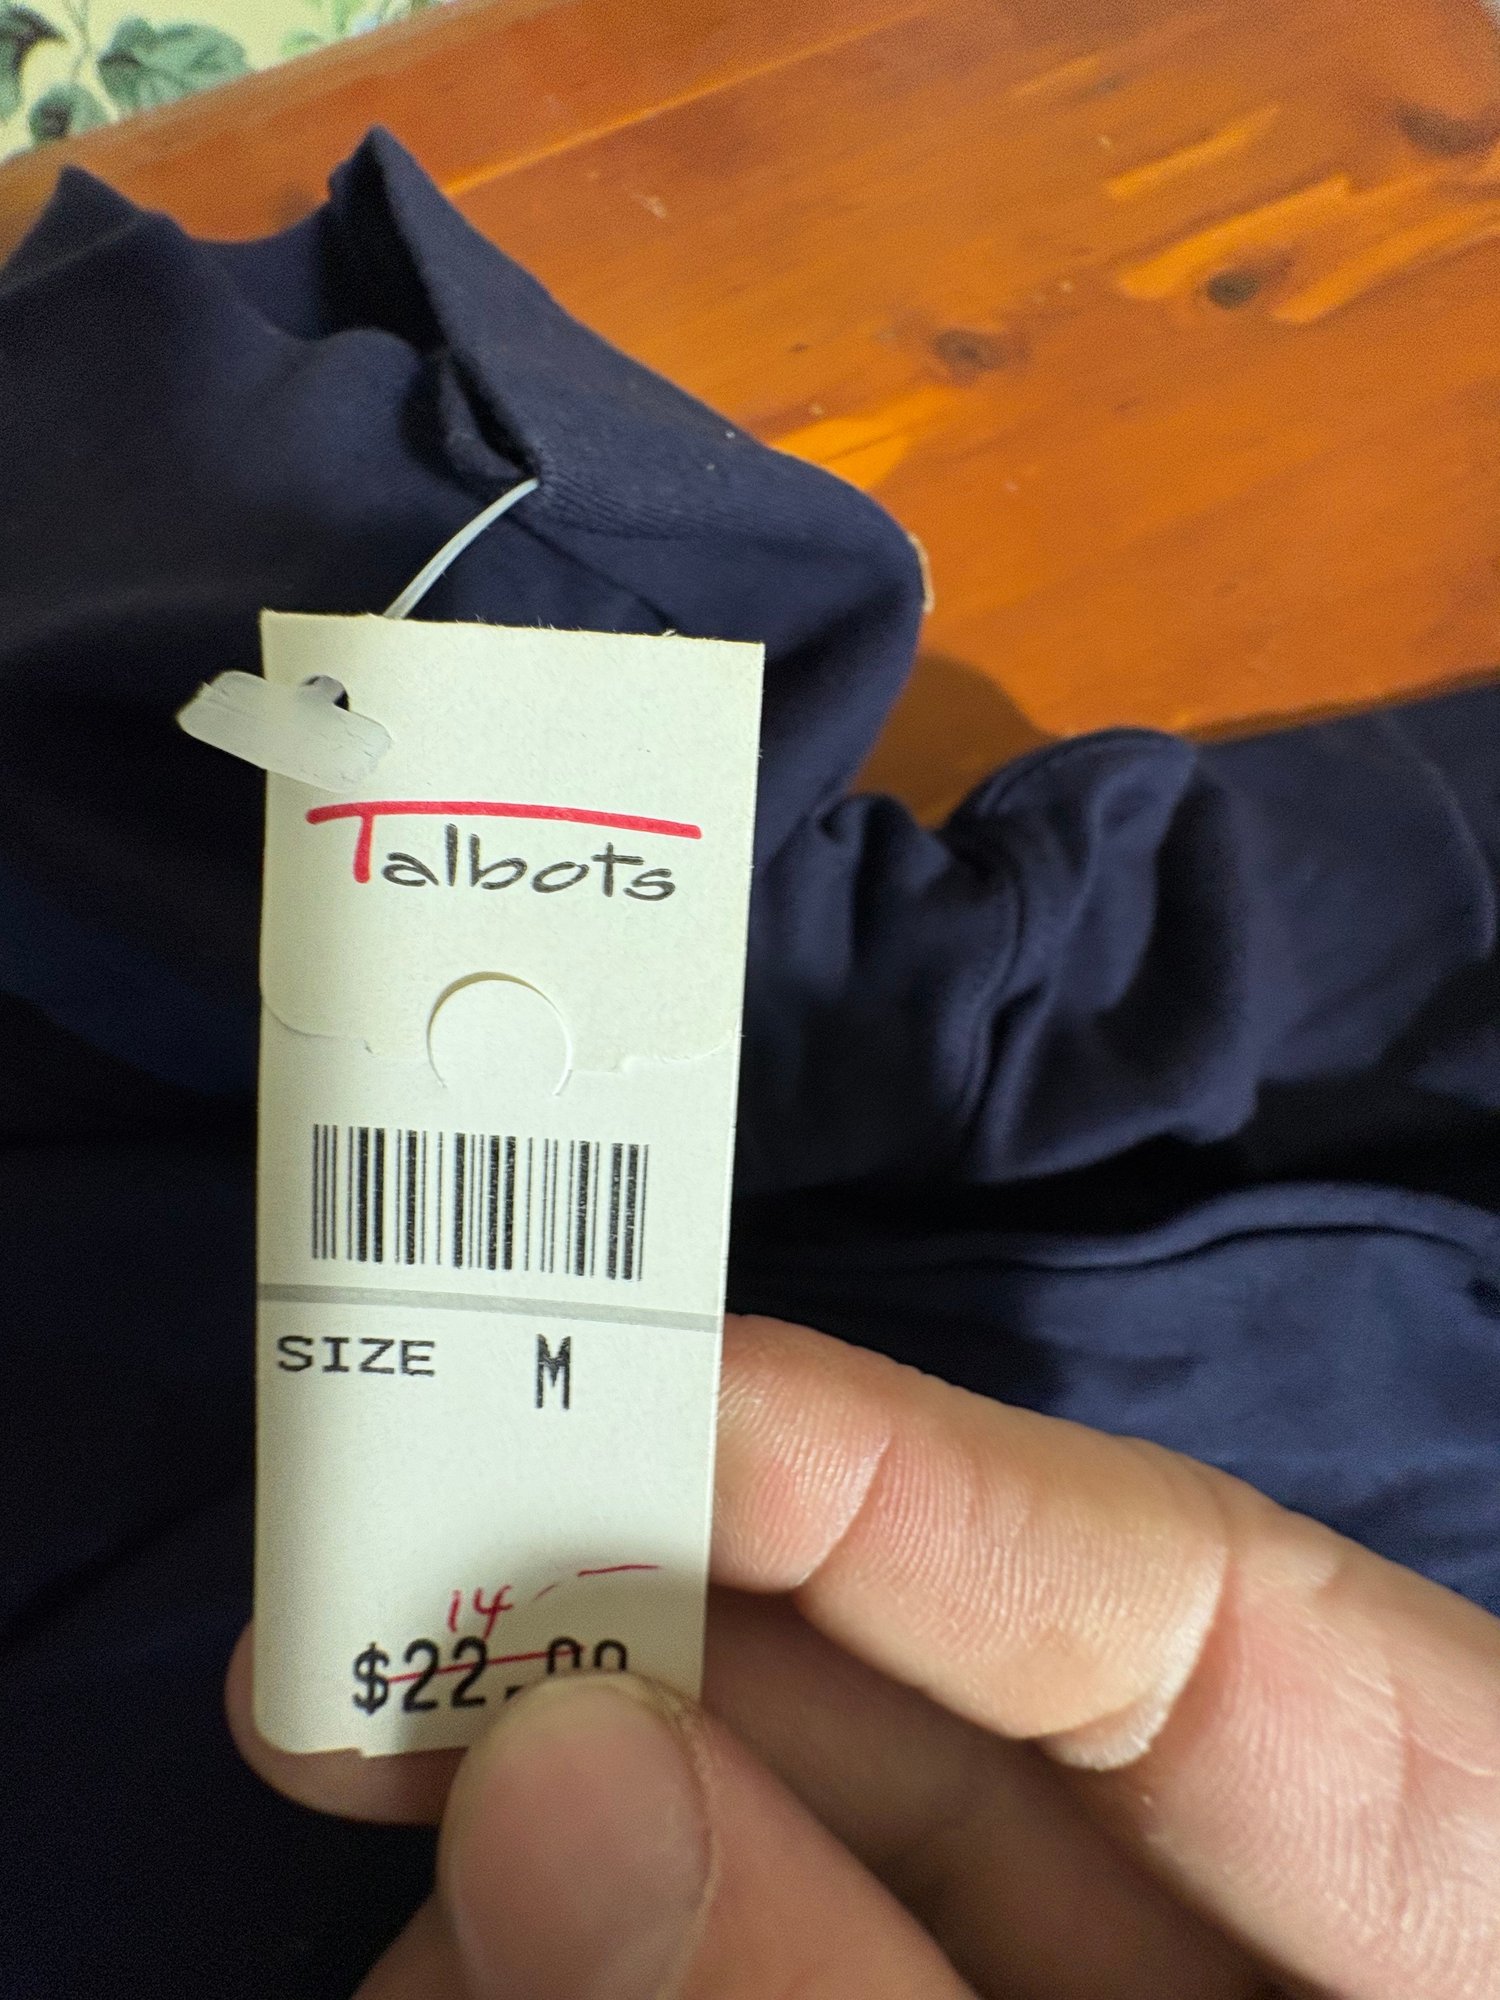 Talbots
SIZE M
14 —
$22.00